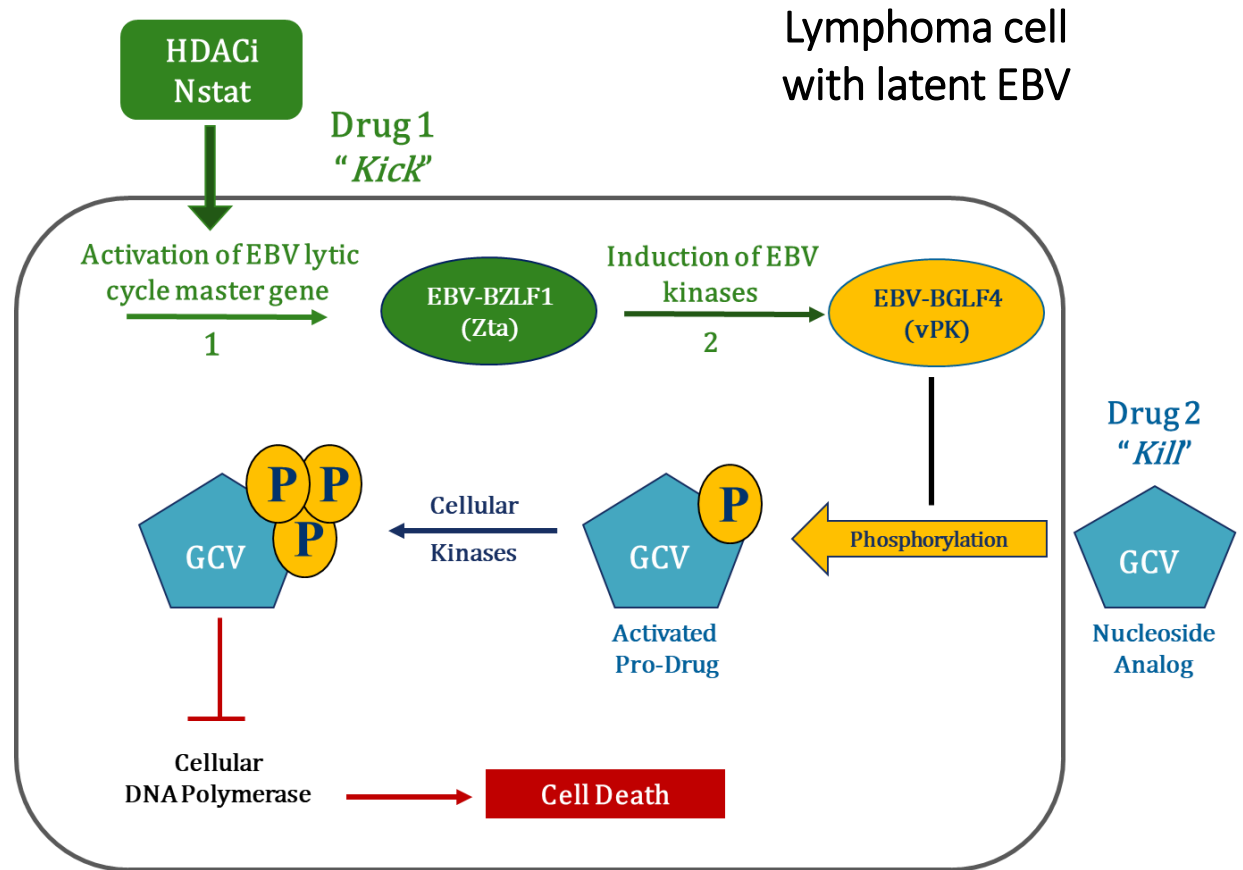 Lymphoma cell
with latent EBV
HDACi
Nstat
Drug 1
“Kick”
Activation of EBV lytic
cycle master gene
1
EBV-BZLF1
(Zta)
Induction of EBV
kinases
2
EBV-BGLF4
(vPK)
Drug 2
“Kill”
GCV
Nucleoside
Analog
Phosphorylation
P
GCV
Activated
Pro-Drug
Cellular
Kinases
P P
P
GCV
Cellular
DNA Polymerase
Cell Death